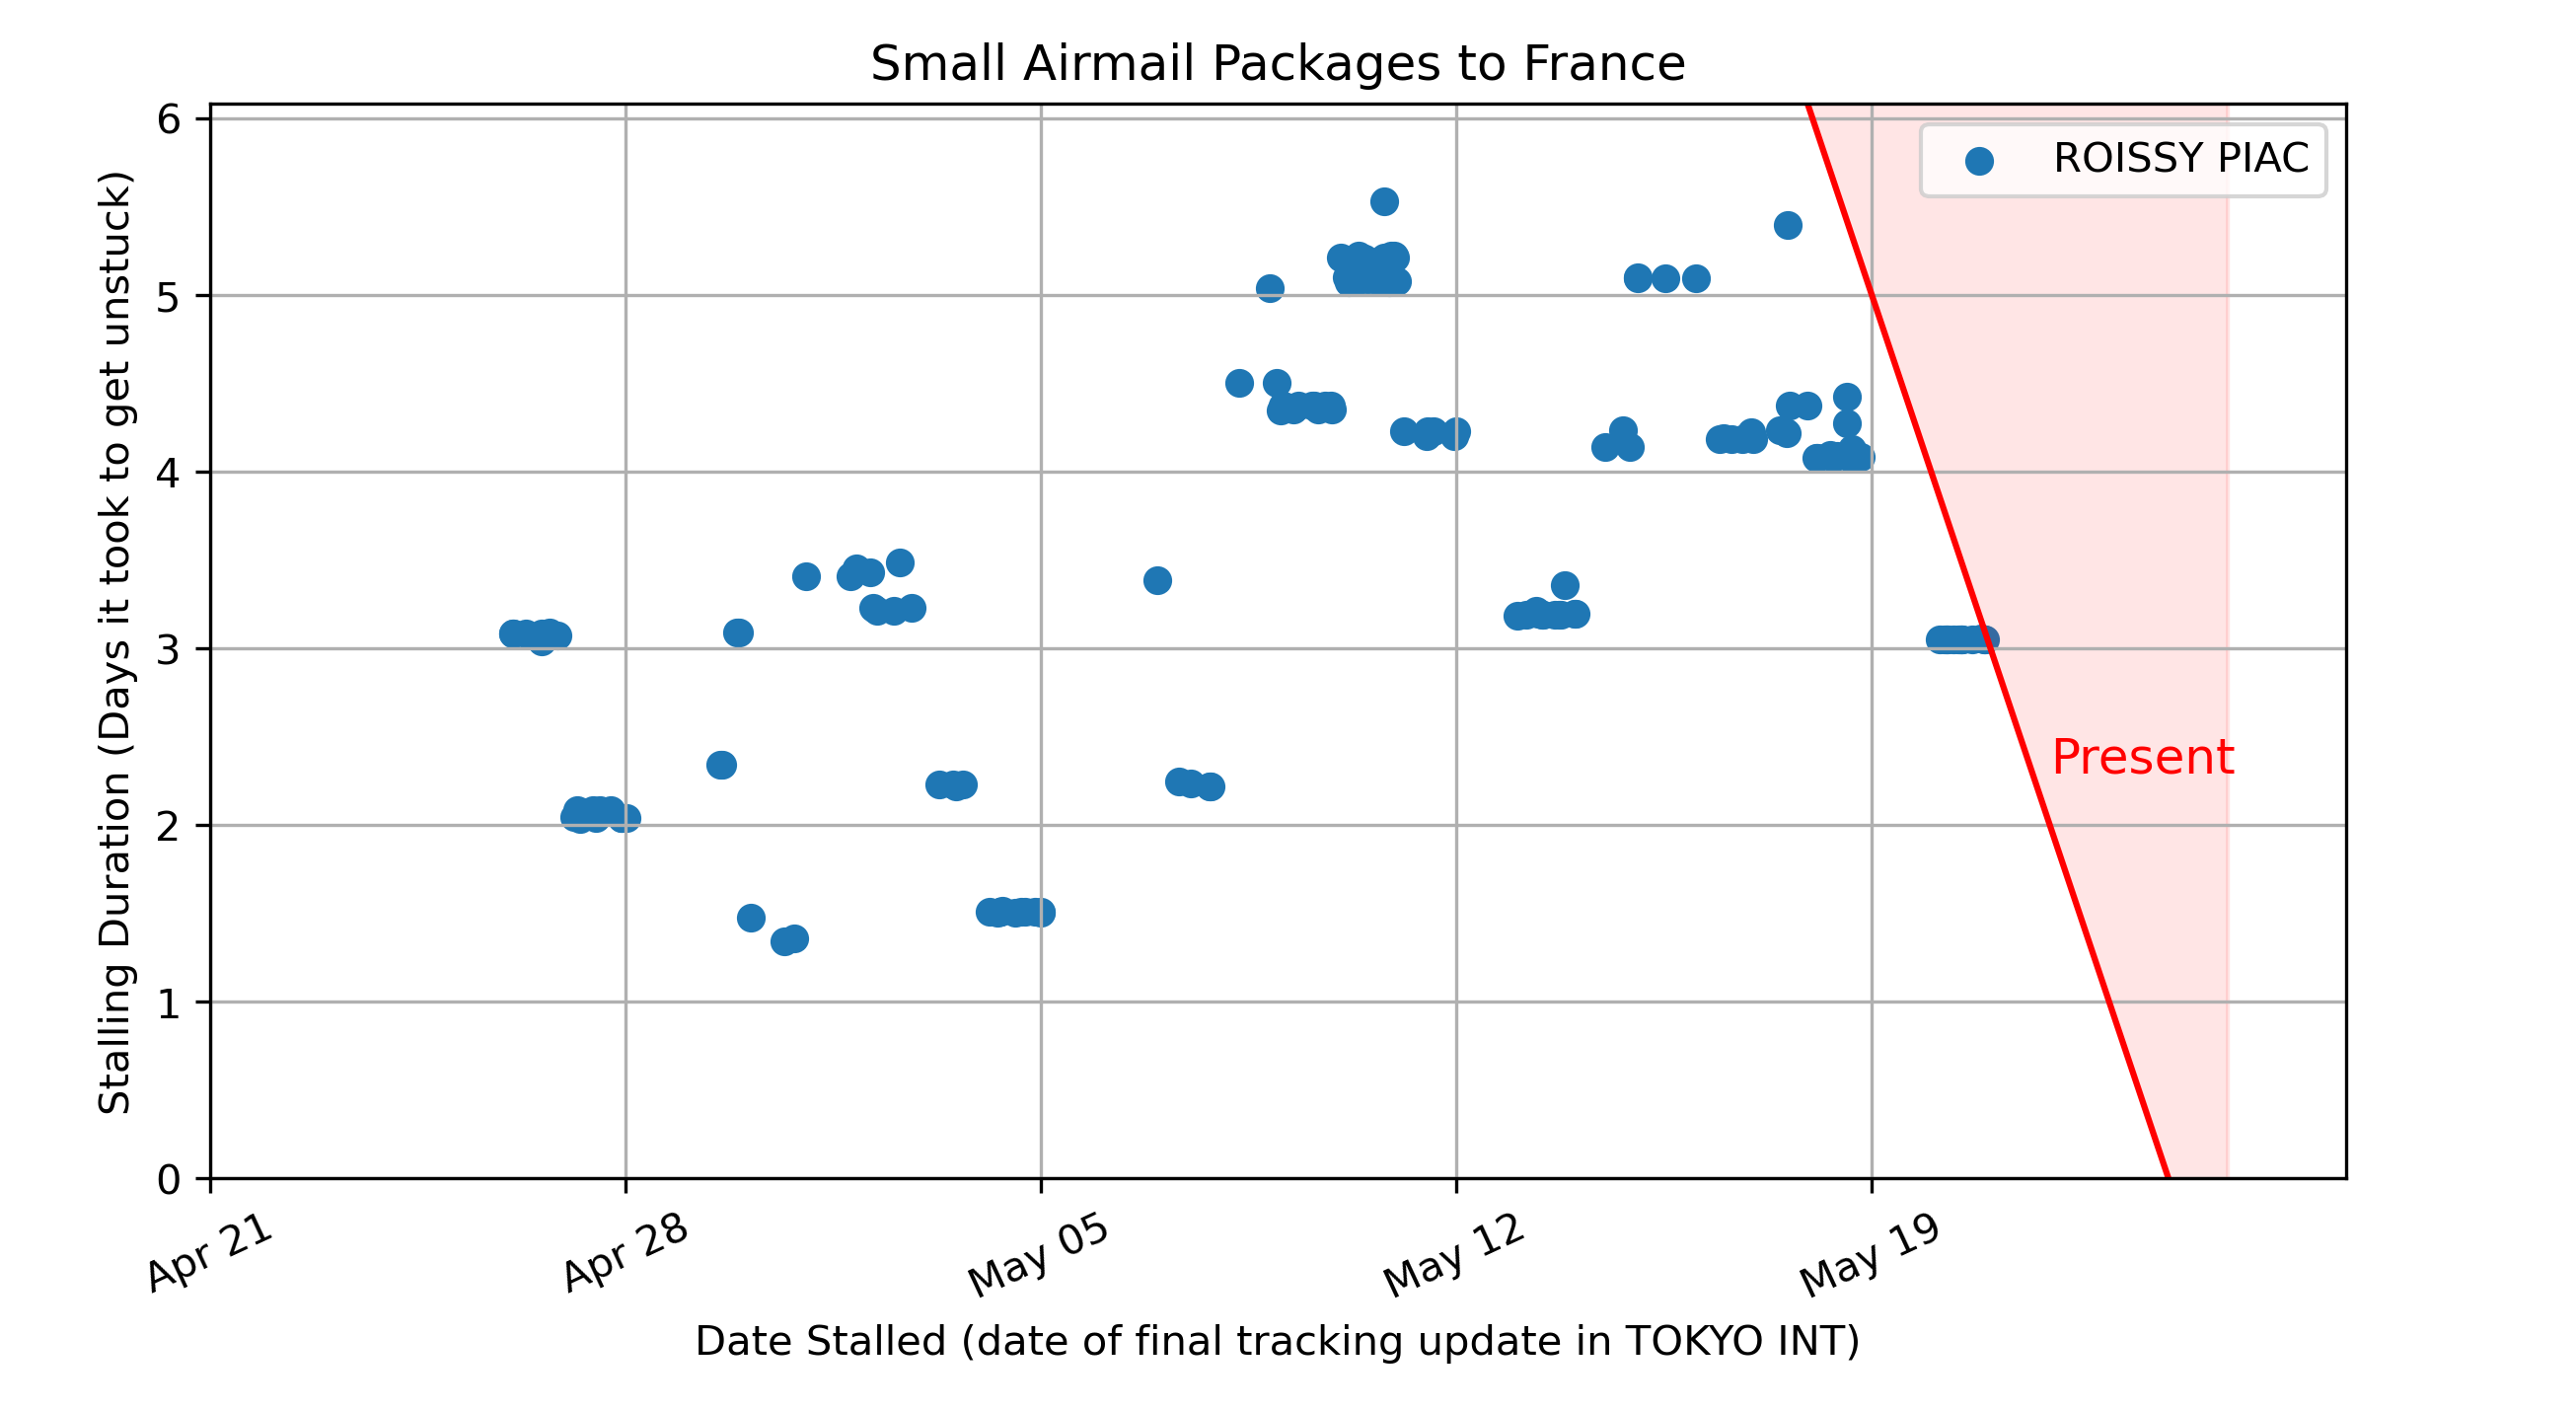 Small Airmail Packages to France
Stalling Duration (Days it took to get unstuck)
6
5
4
3
2
1
0
ROISSY PIAC
Present
Apr 21
Apr 28
May 05
May 12
May 19
Date Stalled (date of final tracking update in TOKYO INT)